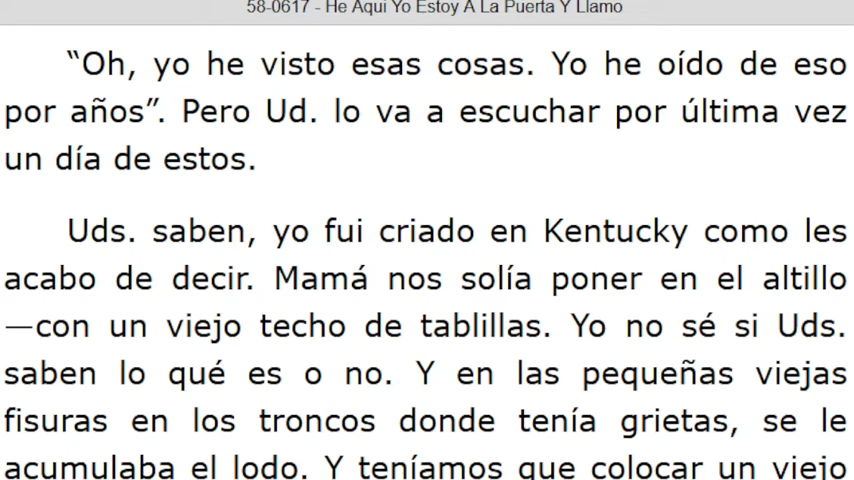 58-0617 - He Aquí Yo Estoy A La Puerta Y Llamo
“Oh, yo he visto esas cosas. Yo he oído de eso
por años”. Pero Ud. lo va a escuchar por última vez
un día de estos.
Uds. saben, yo fui criado en Kentucky como les
acabo de decir. Mamá nos solía poner en el altillo
—con un viejo techo de tablillas. Yo no sé si Uds.
saben lo qué es o no. Y en las pequeñas viejas
fisuras en los troncos donde tenía grietas, se le
acumulaba el lodo. Y teníamos que colocar un viejo